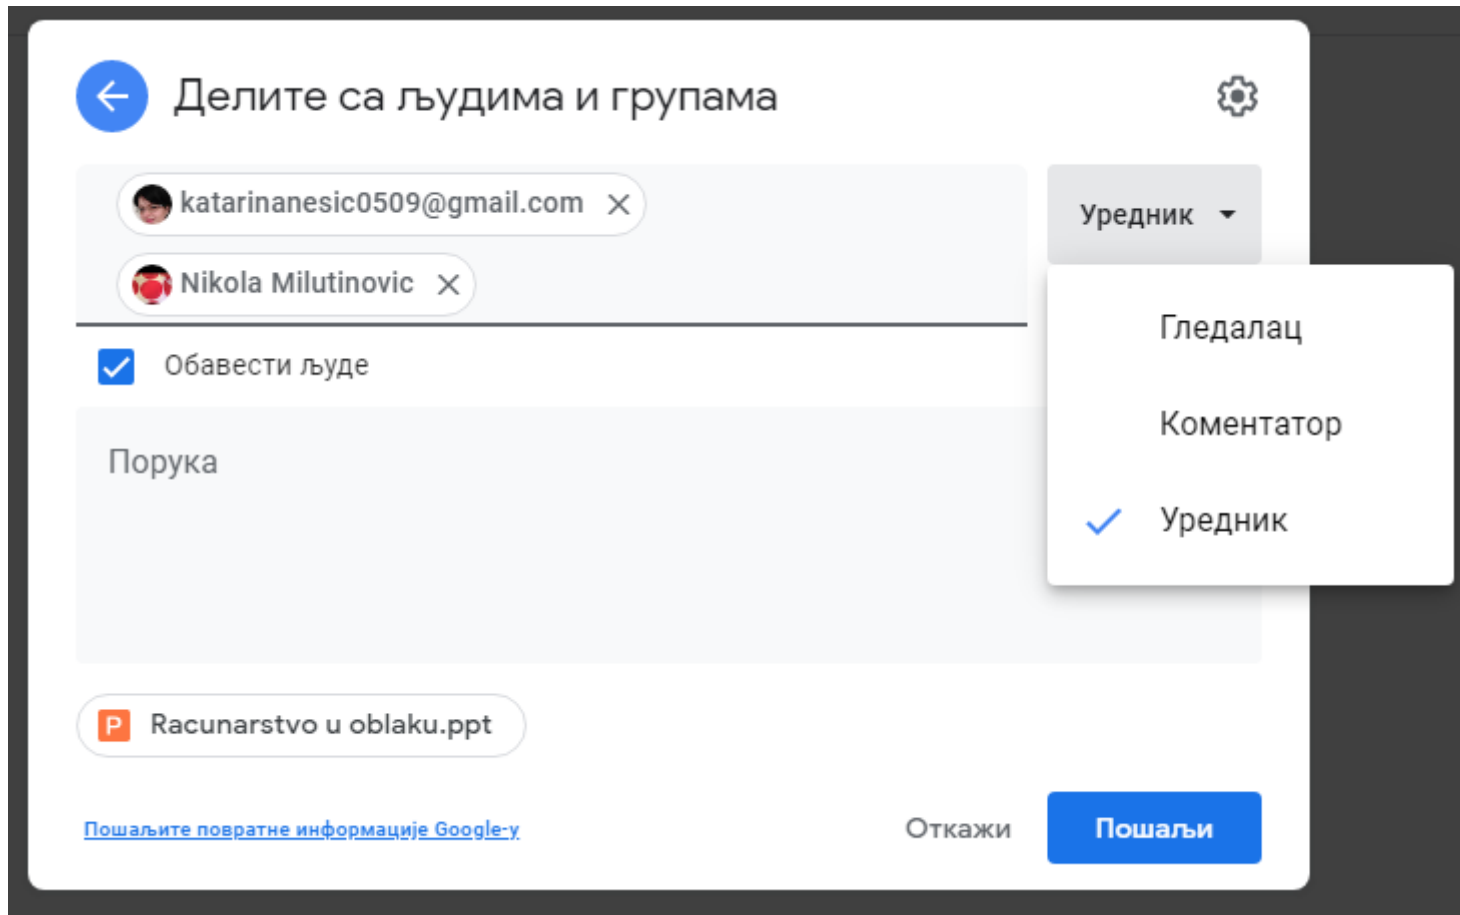 Делите са људима и групама
katarinanesic0509@gmail.com
Уредник
Nikola Milutinovic
Гледалац
Обавести људе
Коментатор
Порука
Уредник
P Racunarstvo u oblaku.ppt
Пошаљите повратне информације Google-у
Откажи
Пошаљи